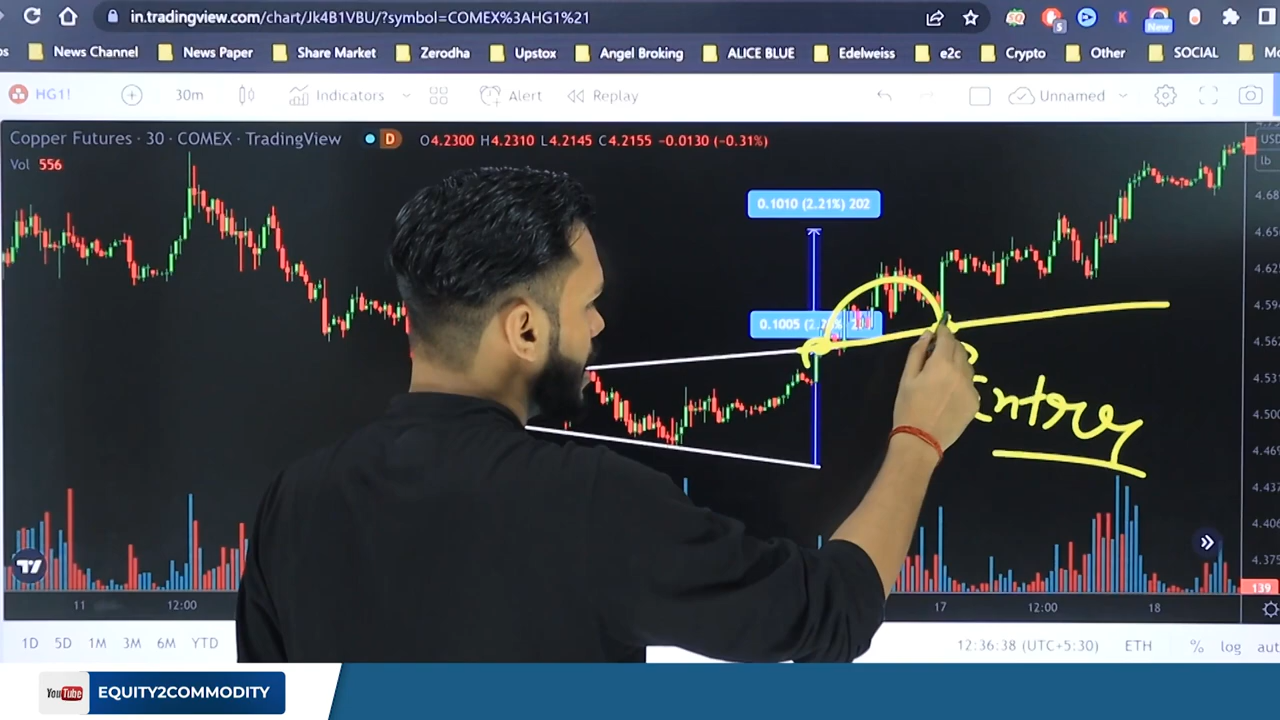 in.tradingview.com/chart/Jk4B1VBU/?symbol=COMEX%3AHG1%21
News Channel News Paper Share Market Zerodha Upstox Angel Broking ALICE BLUE Edelweiss e2c Crypto Other SOCIAL
HG1! 30m Indicators Alert Replay Unnamed
Copper Futures · 30 · COMEX · TradingView D O4.2300 H4.2310 L4.2145 C4.2155 −0.0130 (−0.31%)
Vol 556
USD
lb
4.68
4.65
4.62
4.59
4.56
4.53
4.50
4.46
4.43
4.40
4.37
139
0.1010 (2.21%) 202
Entry
11 12:00 17 12:00 18
1D 5D 1M 3M 6M YTD 12:36:38 (UTC+5:30) ETH % log
YouTube EQUITY2COMMODITY